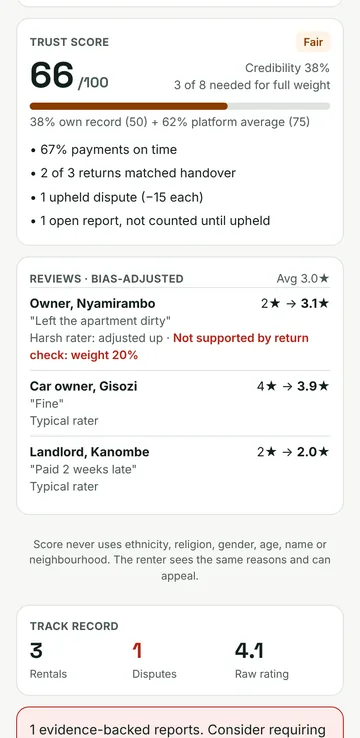 TRUST SCORE
Fair
66 /100
Credibility 38%
3 of 8 needed for full weight
38% own record (50) + 62% platform average (75)
• 67% payments on time
• 2 of 3 returns matched handover
• 1 upheld dispute (−15 each)
• 1 open report, not counted until upheld
REVIEWS · BIAS-ADJUSTED
Avg 3.0★
Owner, Nyamirambo
2★ → 3.1★
"Left the apartment dirty"
Harsh rater: adjusted up · Not supported by return
check: weight 20%
Car owner, Gisozi
4★ → 3.9★
"Fine"
Typical rater
Landlord, Kanombe
2★ → 2.0★
"Paid 2 weeks late"
Typical rater
Score never uses ethnicity, religion, gender, age, name or
neighbourhood. The renter sees the same reasons and can
appeal.
TRACK RECORD
3
1
4.1
Rentals
Disputes
Raw rating
1 evidence-backed reports. Consider requiring